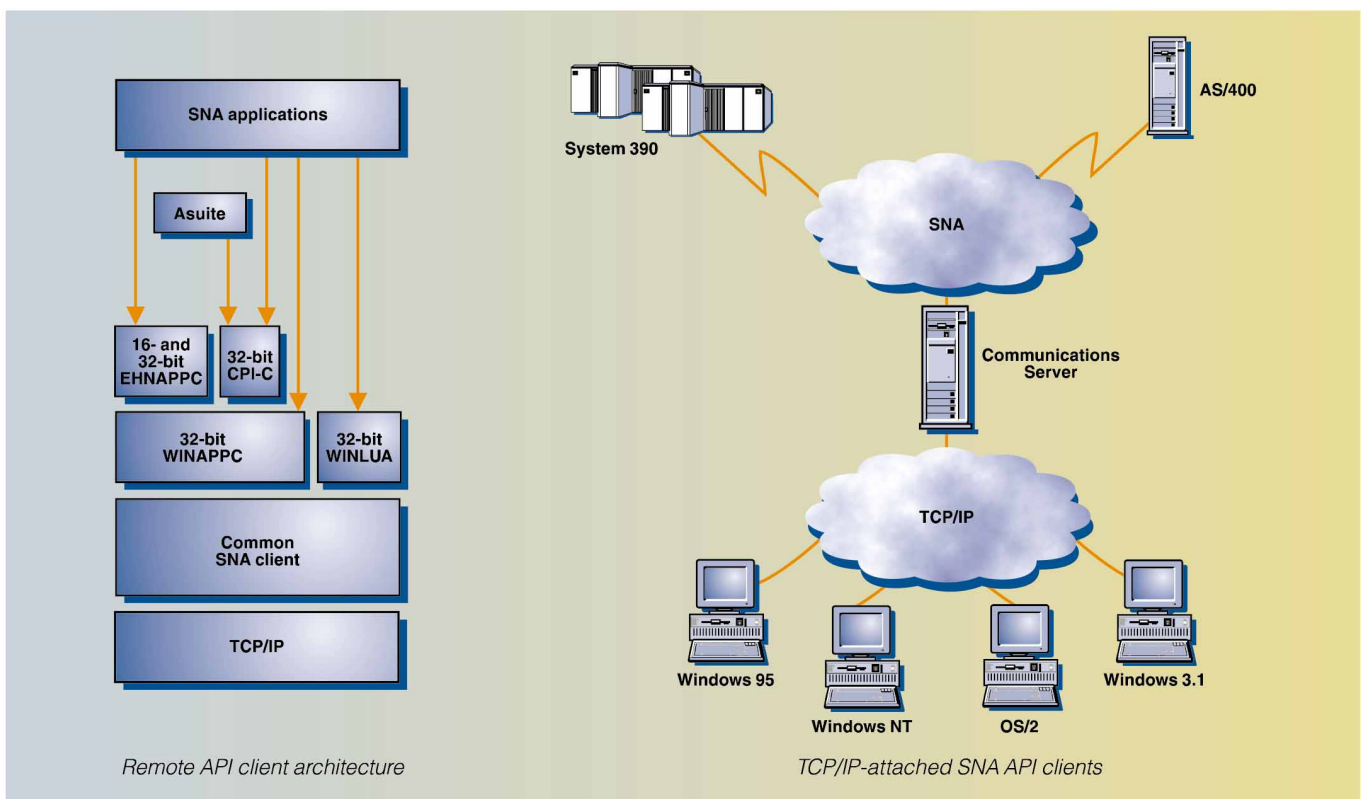 SNA applications
Asuite
16- and
32-bit
EHNAPPC
32-bit
CPI-C
32-bit
WINAPPC
32-bit
WINLUA
Common
SNA client
TCP/IP
Remote API client architecture
System 390
AS/400
SNA
Communications
Server
TCP/IP
Windows 95
Windows NT
OS/2
Windows 3.1
TCP/IP-attached SNA API clients